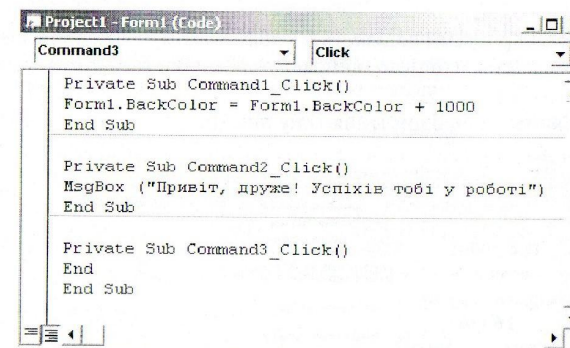 Project1 - Form1 (Code)
Command3 Click
Private Sub Command1_Click()
Form1.BackColor = Form1.BackColor + 1000
End Sub
Private Sub Command2_Click()
MsgBox ("Привіт, друже! Успіхів тобі у роботі")
End Sub
Private Sub Command3_Click()
End
End Sub